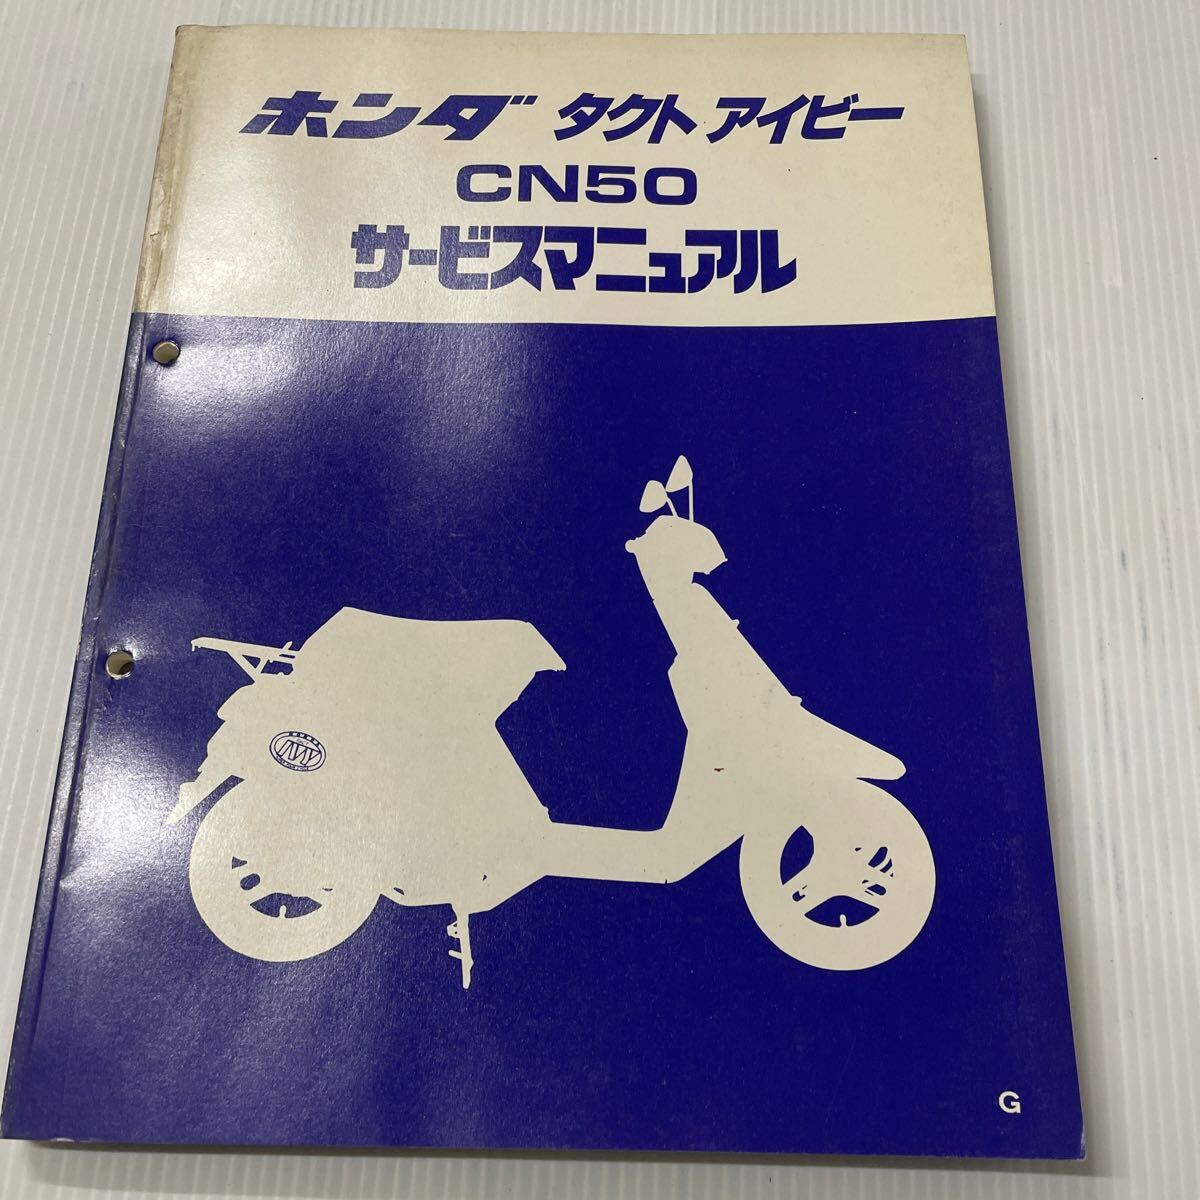 ホンダ タクト アイビー
CN50
サービスマニュアル
G